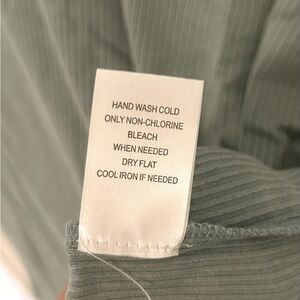 HAND WASH COLD
ONLY NON-CHLORINE
BLEACH
WHEN NEEDED
DRY FLAT
COOL IRON IF NEEDED